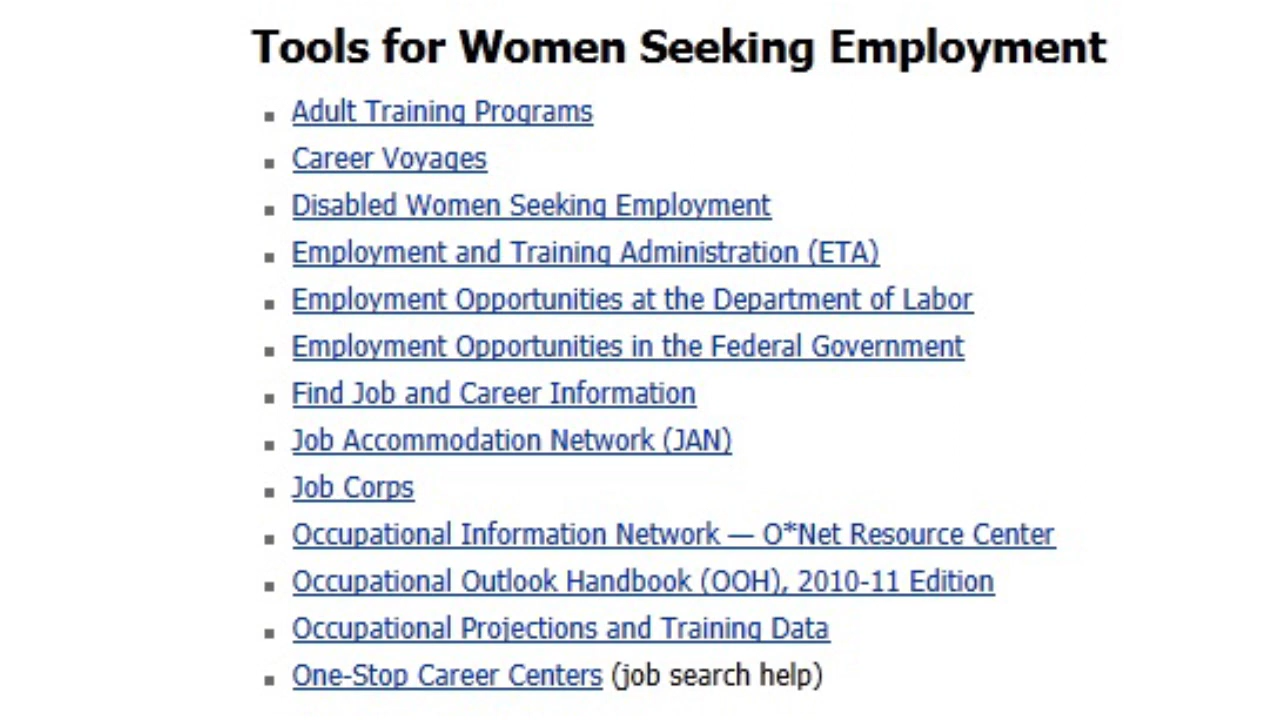 Tools for Women Seeking Employment
Adult Training Programs
Career Voyages
Disabled Women Seeking Employment
Employment and Training Administration (ETA)
Employment Opportunities at the Department of Labor
Employment Opportunities in the Federal Government
Find Job and Career Information
Job Accommodation Network (JAN)
Job Corps
Occupational Information Network — O*Net Resource Center
Occupational Outlook Handbook (OOH), 2010-11 Edition
Occupational Projections and Training Data
One-Stop Career Centers (job search help)